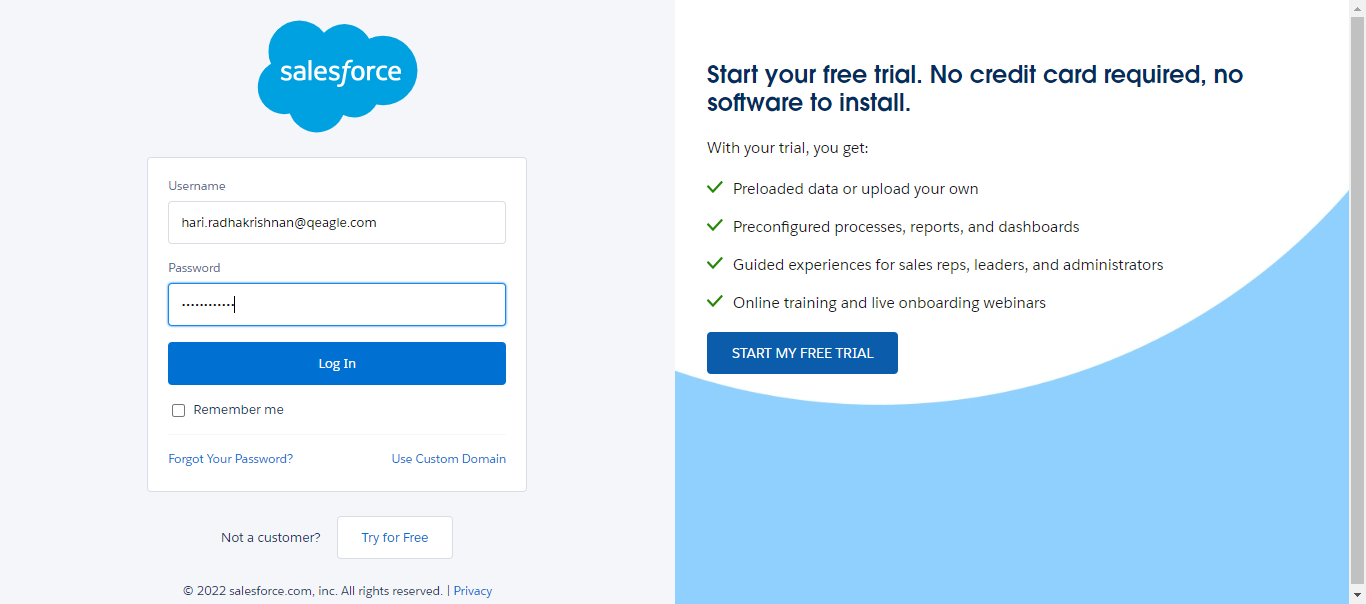 salesforce
Username
hari.radhakrishnan@qeagle.com
Password
••••••••••••
Log In
Remember me
Forgot Your Password?
Use Custom Domain
Not a customer?
Try for Free
© 2022 salesforce.com, inc. All rights reserved. | Privacy
Start your free trial. No credit card required, no
software to install.
With your trial, you get:
Preloaded data or upload your own
Preconfigured processes, reports, and dashboards
Guided experiences for sales reps, leaders, and administrators
Online training and live onboarding webinars
START MY FREE TRIAL